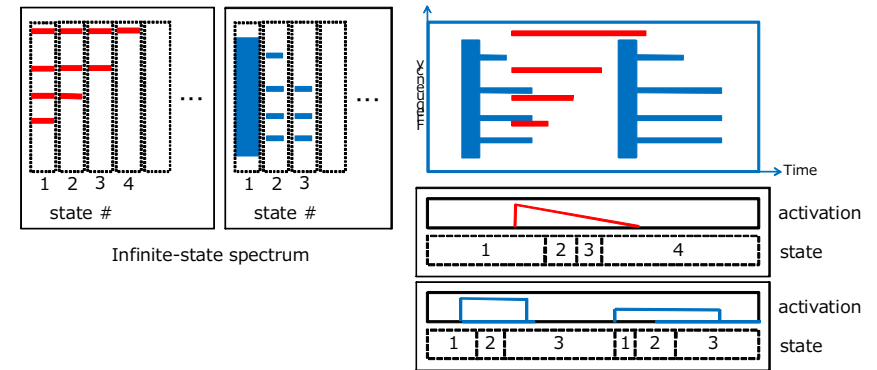 1 2 3 4
state #
...
1 2 3
state #
...
Infinite-state spectrum
Time
activation
1 2 3 4
state
activation
1 2 3 1 2 3
state